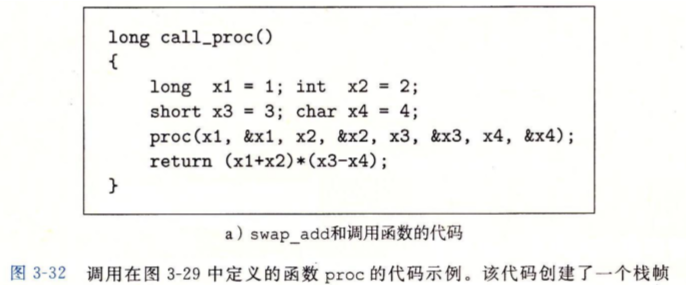 long call_proc()
{
    long  x1 = 1; int  x2 = 2;
    short x3 = 3; char x4 = 4;
    proc(x1, &x1, x2, &x2, x3, &x3, x4, &x4);
    return (x1+x2)*(x3-x4);
}
a）swap_add和调用函数的代码
图 3-32 调用在图 3-29 中定义的函数 proc 的代码示例。该代码创建了一个栈帧